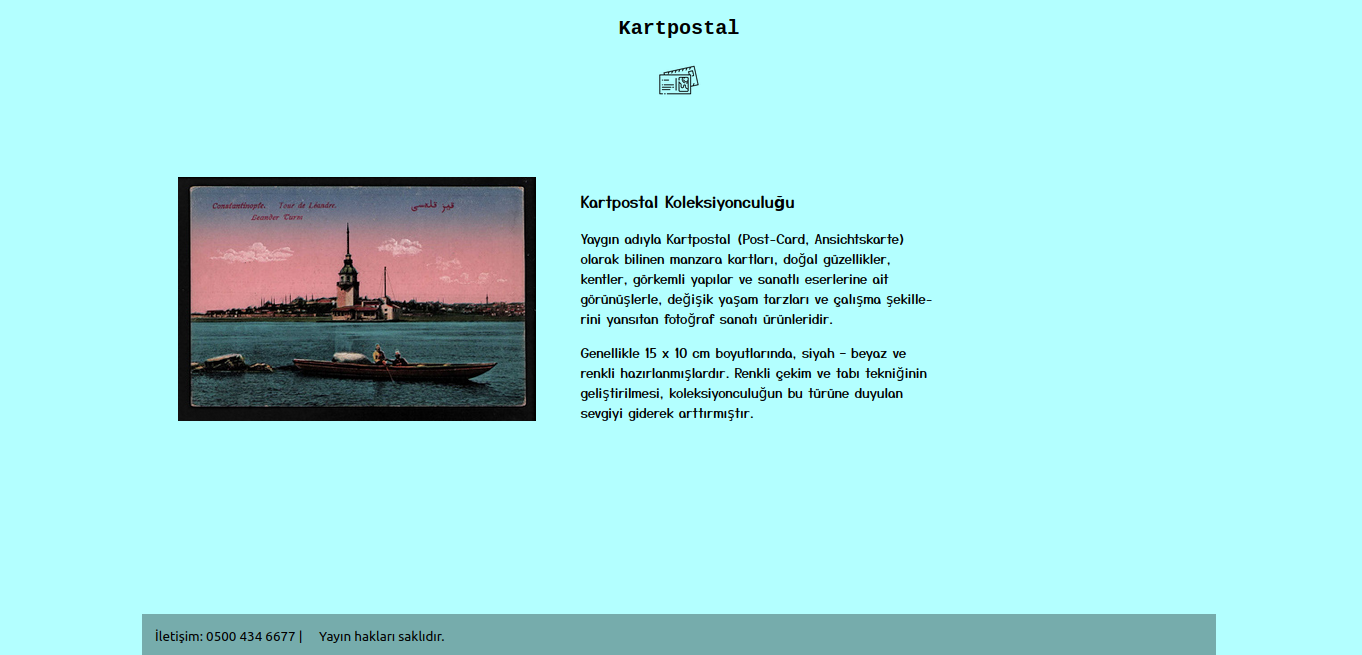 Kartpostal
Constantinople. Tour de Léandre.
Leander Turm
قيز قله‌سى
Kartpostal Koleksiyonculuğu
Yaygın adıyla Kartpostal (Post-Card, Ansichtskarte)
olarak bilinen manzara kartları, doğal güzellikler,
kentler, görkemli yapılar ve sanatlı eserlerine ait
görünüşlerle, değişik yaşam tarzları ve çalışma şekille-
rini yansıtan fotoğraf sanatı ürünleridir.
Genellikle 15 x 10 cm boyutlarında, siyah - beyaz ve
renkli hazırlanmışlardır. Renkli çekim ve tabı tekniğinin
geliştirilmesi, koleksiyonculuğun bu türüne duyulan
sevgiyi giderek arttırmıştır.
İletişim: 0500 434 6677 | Yayın hakları saklıdır.